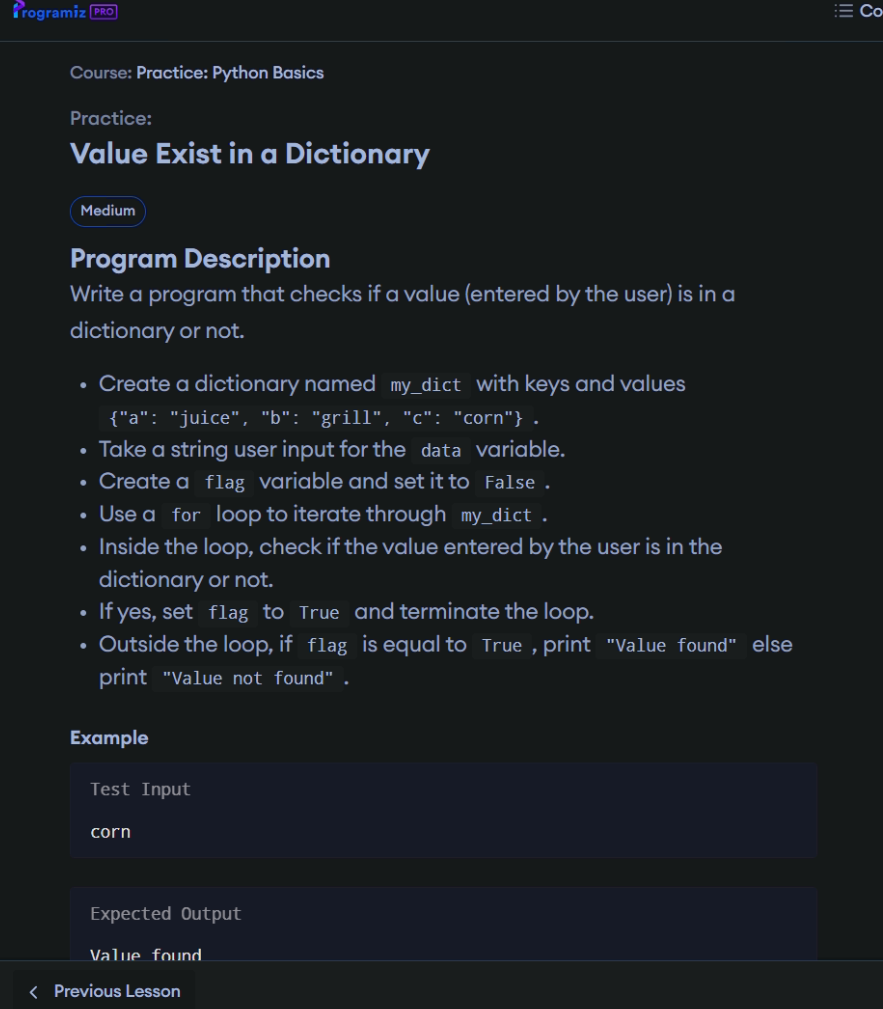 Programiz PRO
Co
Course: Practice: Python Basics
Practice:
Value Exist in a Dictionary
Medium
Program Description
Write a program that checks if a value (entered by the user) is in a
dictionary or not.
• Create a dictionary named my_dict with keys and values
{"a": "juice", "b": "grill", "c": "corn"} .
• Take a string user input for the data variable.
• Create a flag variable and set it to False .
• Use a for loop to iterate through my_dict .
• Inside the loop, check if the value entered by the user is in the
dictionary or not.
• If yes, set flag to True and terminate the loop.
• Outside the loop, if flag is equal to True , print "Value found" else
print "Value not found" .
Example
Test Input
corn
Expected Output
Value found
Previous Lesson